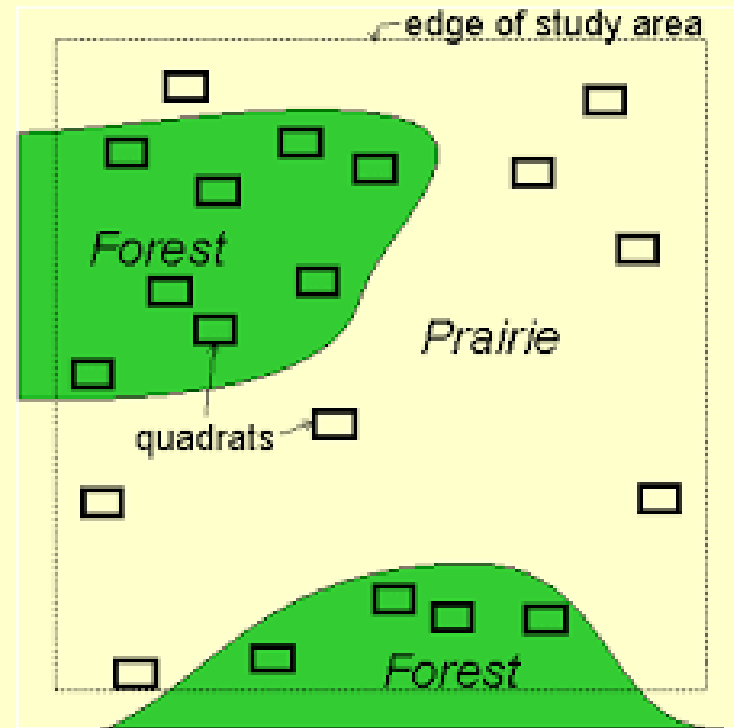 edge of study area
Forest
Prairie
quadrats
Forest